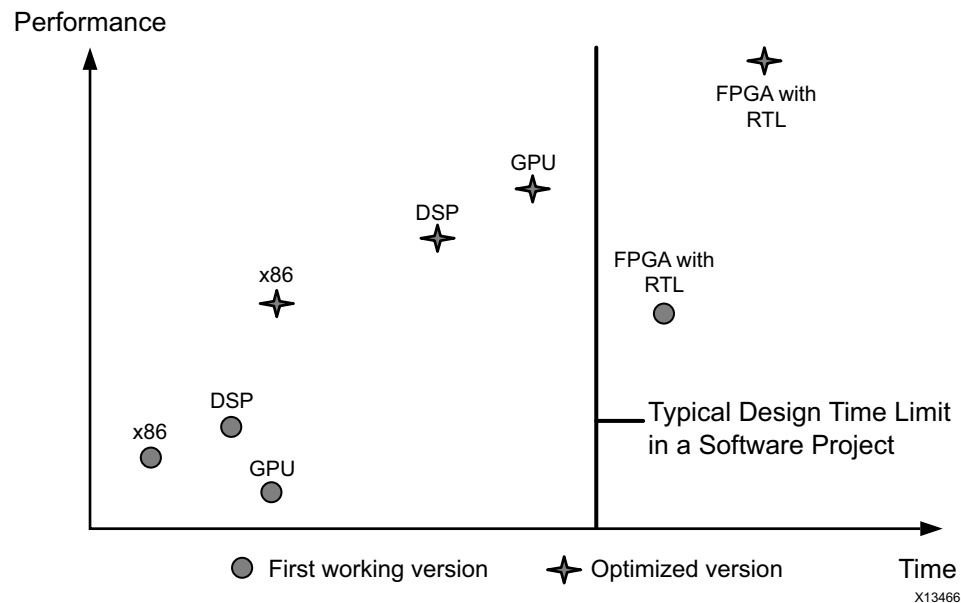 Performance
FPGA with
RTL
GPU
DSP
FPGA with
RTL
x86
DSP
x86
GPU
Typical Design Time Limit
in a Software Project
First working version
Optimized version
Time
X13466